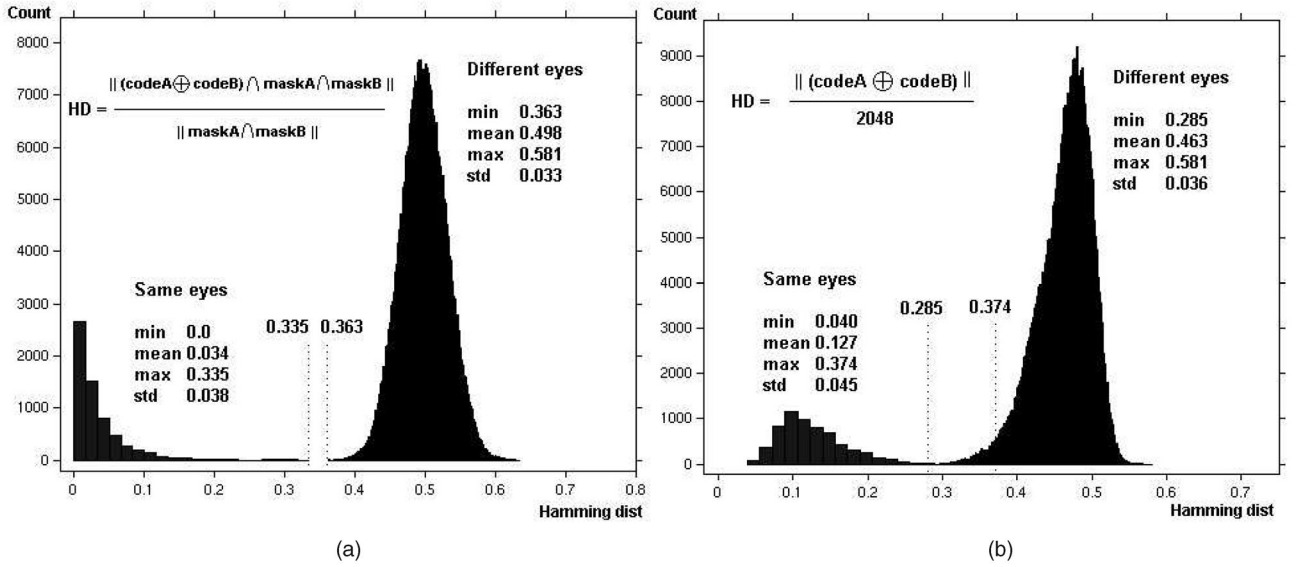 Count
8000
7000
6000
5000
4000
3000
2000
1000
0
HD = || (codeA ⊕ codeB) ∩ maskA ∩ maskB ||
|| maskA ∩ maskB ||
Different eyes
min 0.363
mean 0.498
max 0.581
std 0.033
Same eyes
min 0.0
mean 0.034
max 0.335
std 0.038
0.335 0.363
0 0.1 0.2 0.3 0.4 0.5 0.6 0.7 0.8
Hamming dist
(a)
Count
9000
8000
7000
6000
5000
4000
3000
2000
1000
0
HD = || (codeA ⊕ codeB) ||
2048
Different eyes
min 0.285
mean 0.463
max 0.581
std 0.036
Same eyes
min 0.040
mean 0.127
max 0.374
std 0.045
0.285 0.374
0 0.1 0.2 0.3 0.4 0.5 0.6 0.7
Hamming dist
(b)